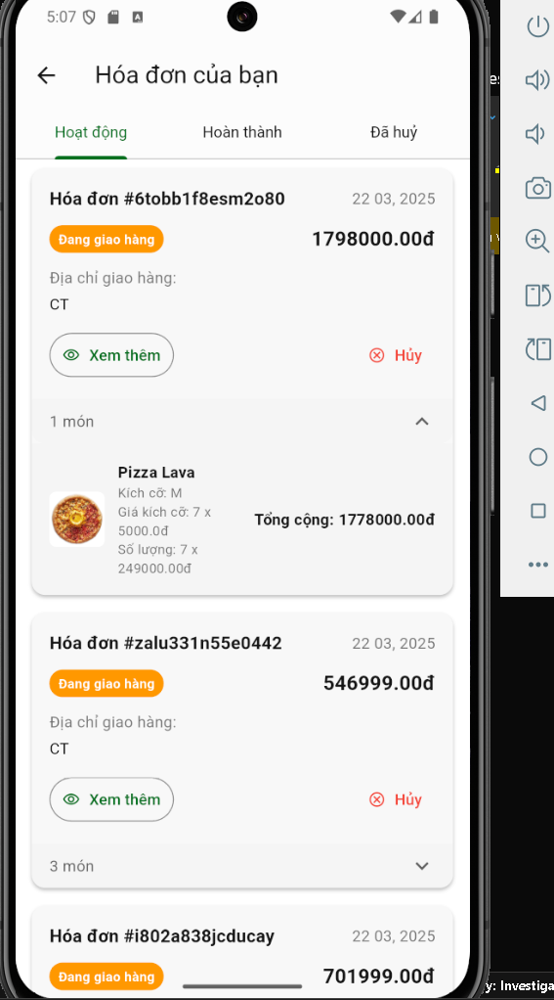 5:07
Hóa đơn của bạn
Hoạt động Hoàn thành Đã huỷ
Hóa đơn #6tobb1f8esm2o80 22 03, 2025
Đang giao hàng 1798000.00đ
Địa chỉ giao hàng:
CT
Xem thêm Hủy
1 món
Pizza Lava
Kích cỡ: M
Giá kích cỡ: 7 x
5000.0đ
Tổng cộng: 1778000.00đ
Số lượng: 7 x
249000.00đ
Hóa đơn #zalu331n55e0442 22 03, 2025
Đang giao hàng 546999.00đ
Địa chỉ giao hàng:
CT
Xem thêm Hủy
3 món
Hóa đơn #i802a838jcducay 22 03, 2025
Đang giao hàng 701999.00đ
y: Investiga